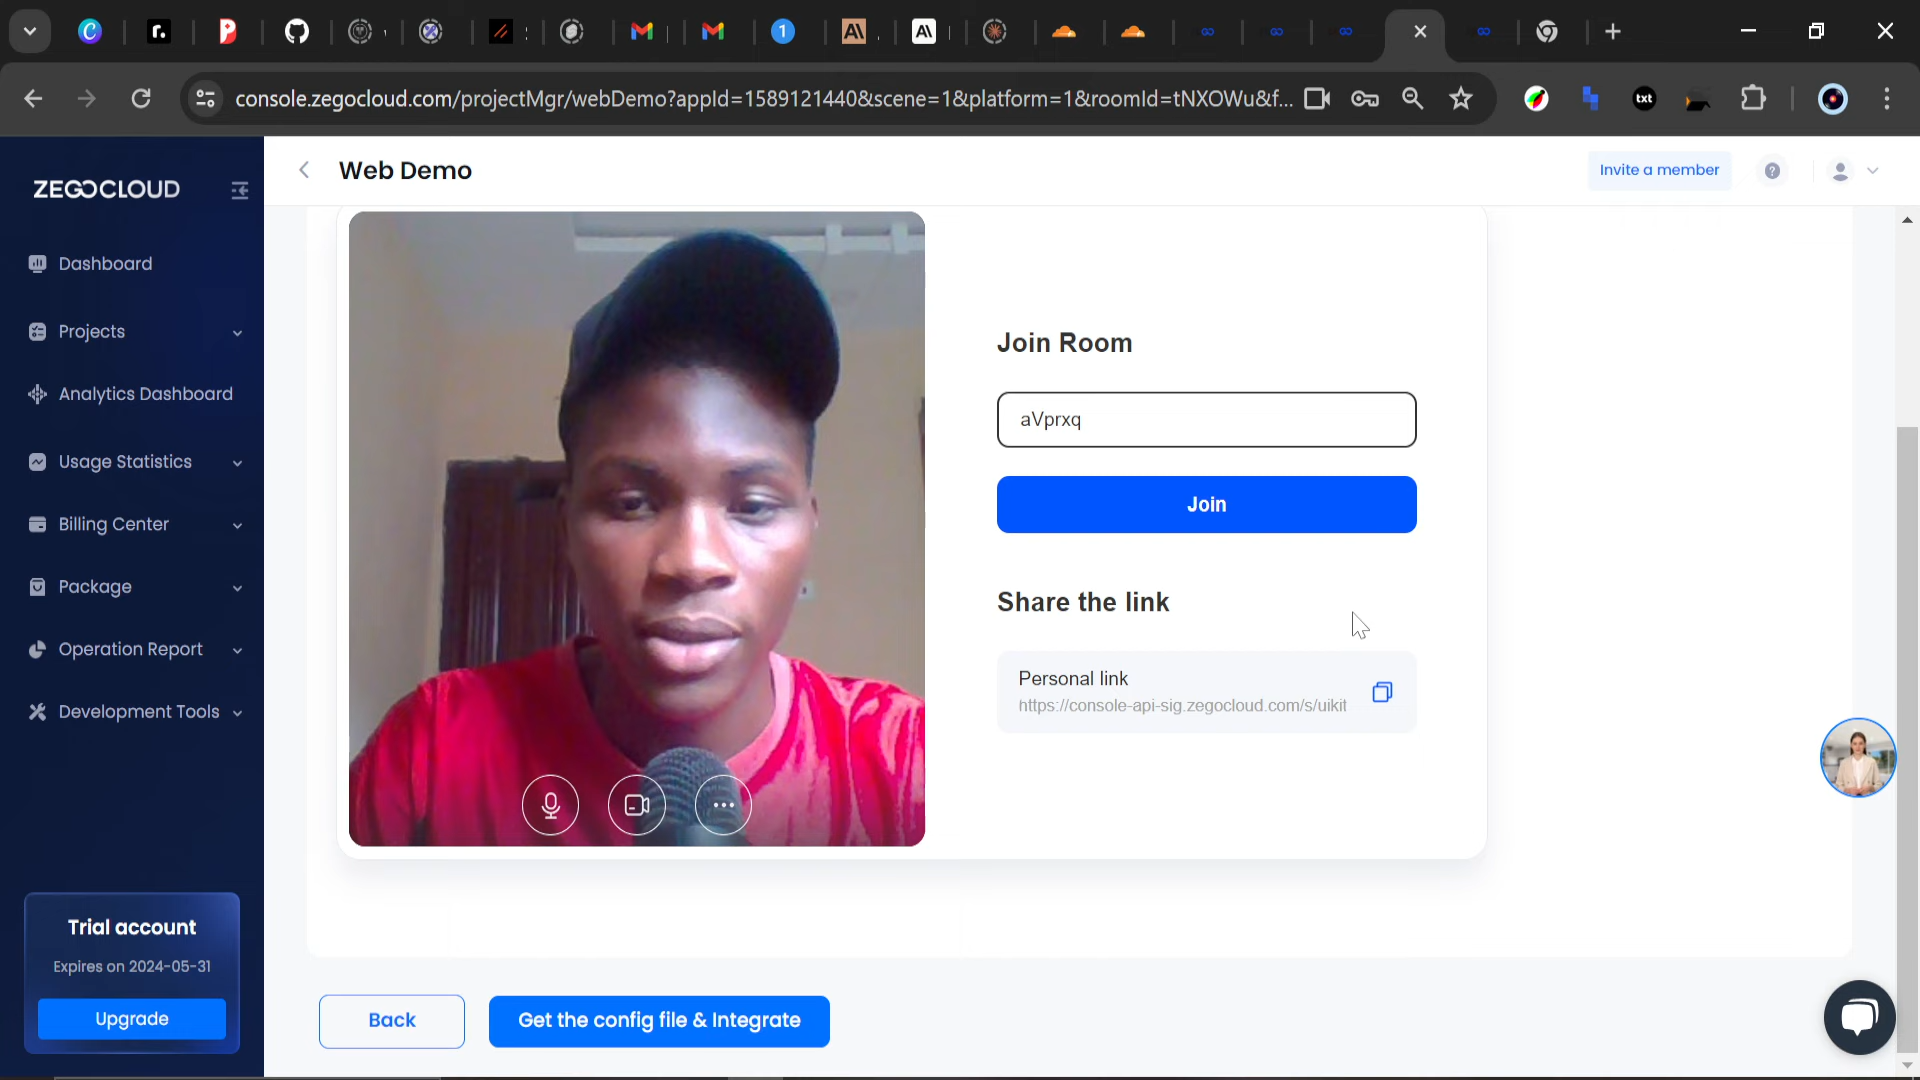 console.zegocloud.com/projectMgr/webDemo?appId=1589121440&scene=1&platform=1&roomId=tNXOWu&f...
txt
ZEGOCLOUD
Web Demo
Invite a member
Dashboard
Projects
Analytics Dashboard
Usage Statistics
Billing Center
Package
Operation Report
Development Tools
Join Room
aVprxq
Join
Share the link
Personal link
https://console-api-sig.zegocloud.com/s/uikit
Trial account
Expires on 2024-05-31
Upgrade
Back
Get the config file & Integrate